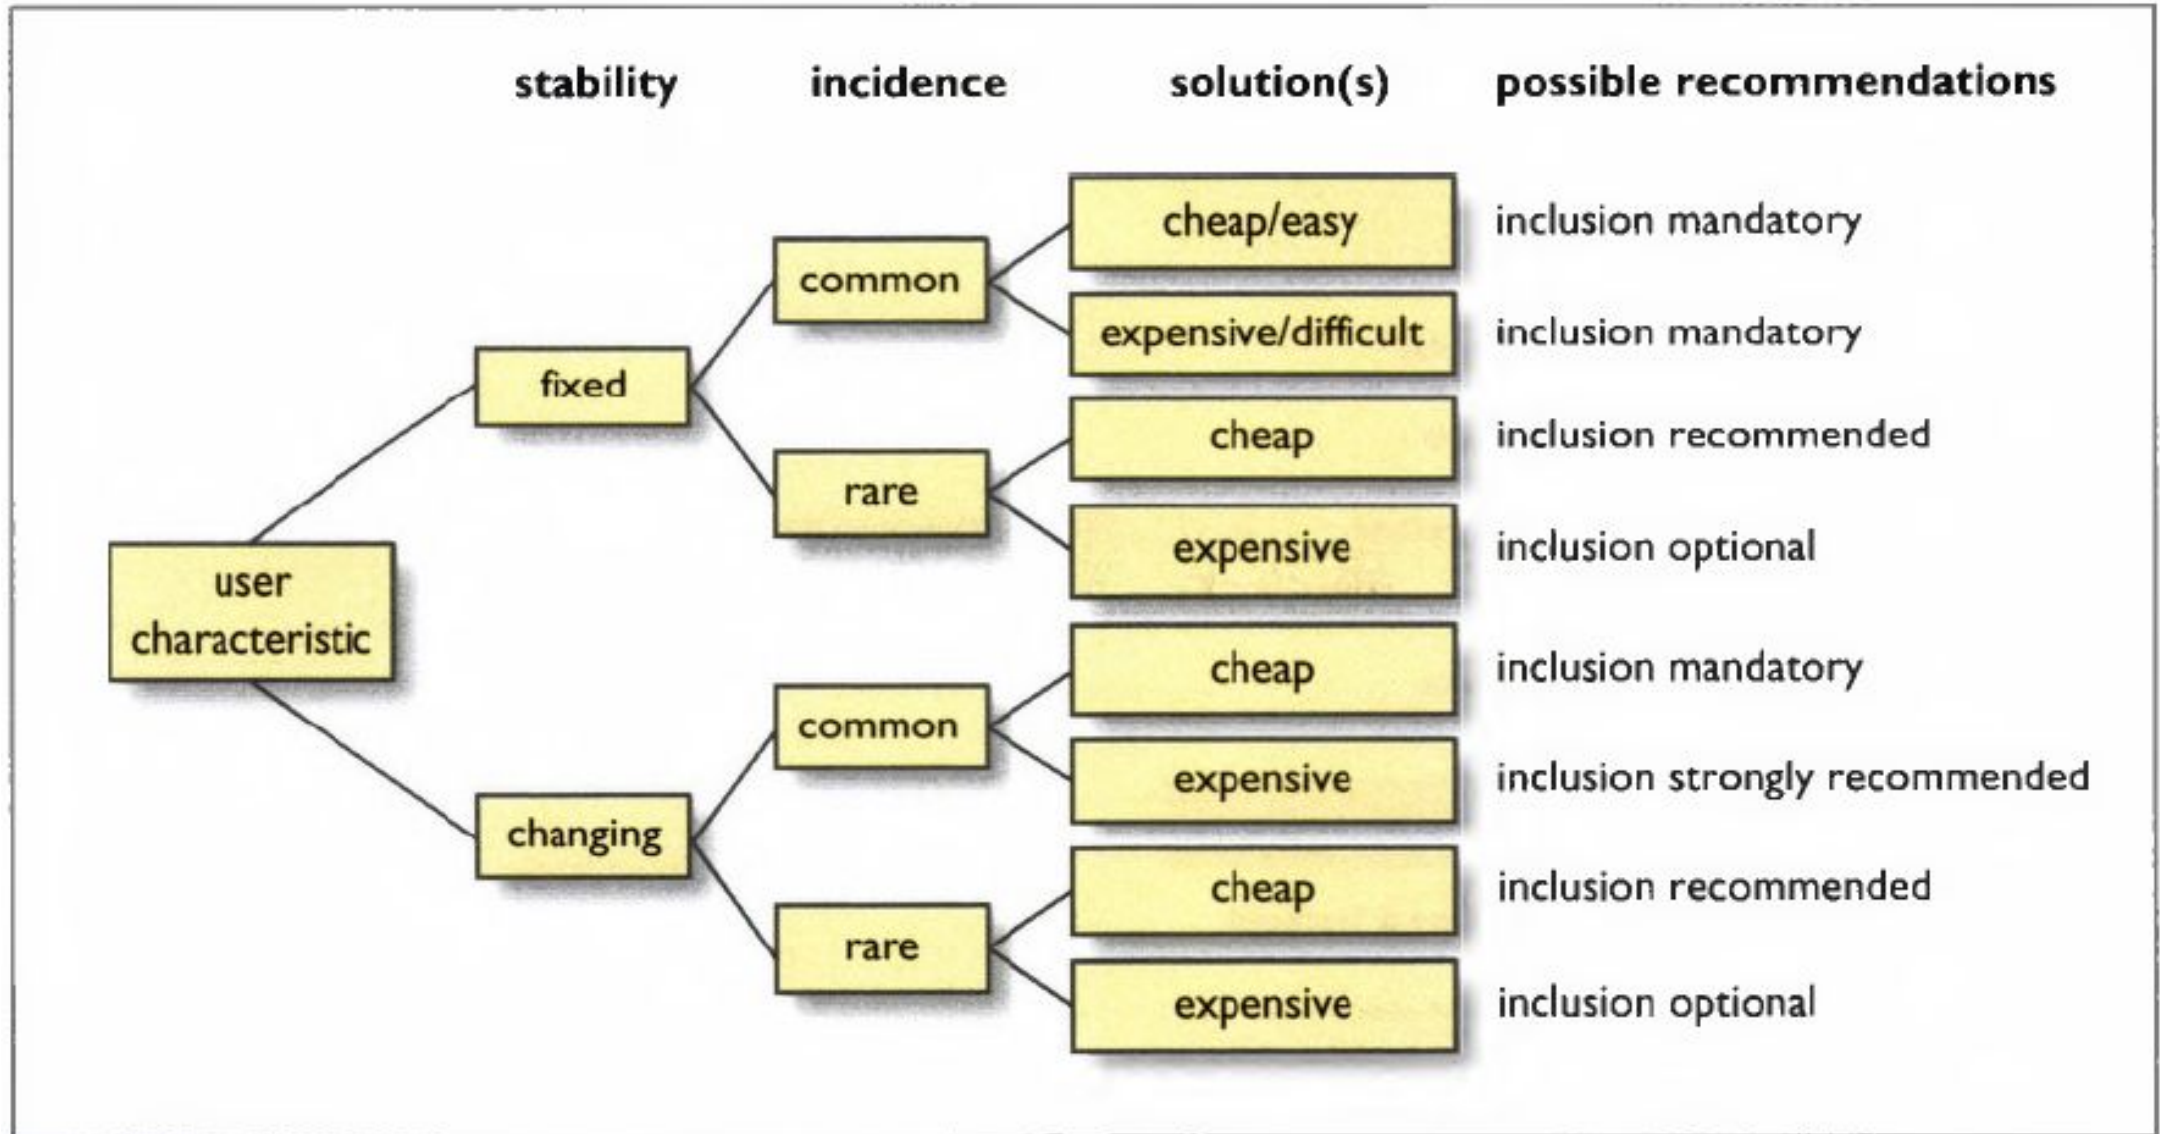 stability incidence solution(s) possible recommendations
cheap/easy inclusion mandatory
common
expensive/difficult inclusion mandatory
fixed
cheap inclusion recommended
rare
expensive inclusion optional
user
characteristic
cheap inclusion mandatory
common
expensive inclusion strongly recommended
changing
cheap inclusion recommended
rare
expensive inclusion optional